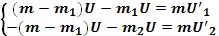 (m − m₁)U − m₁U = mU'₁
−(m − m₁)U − m₂U = mU'₂